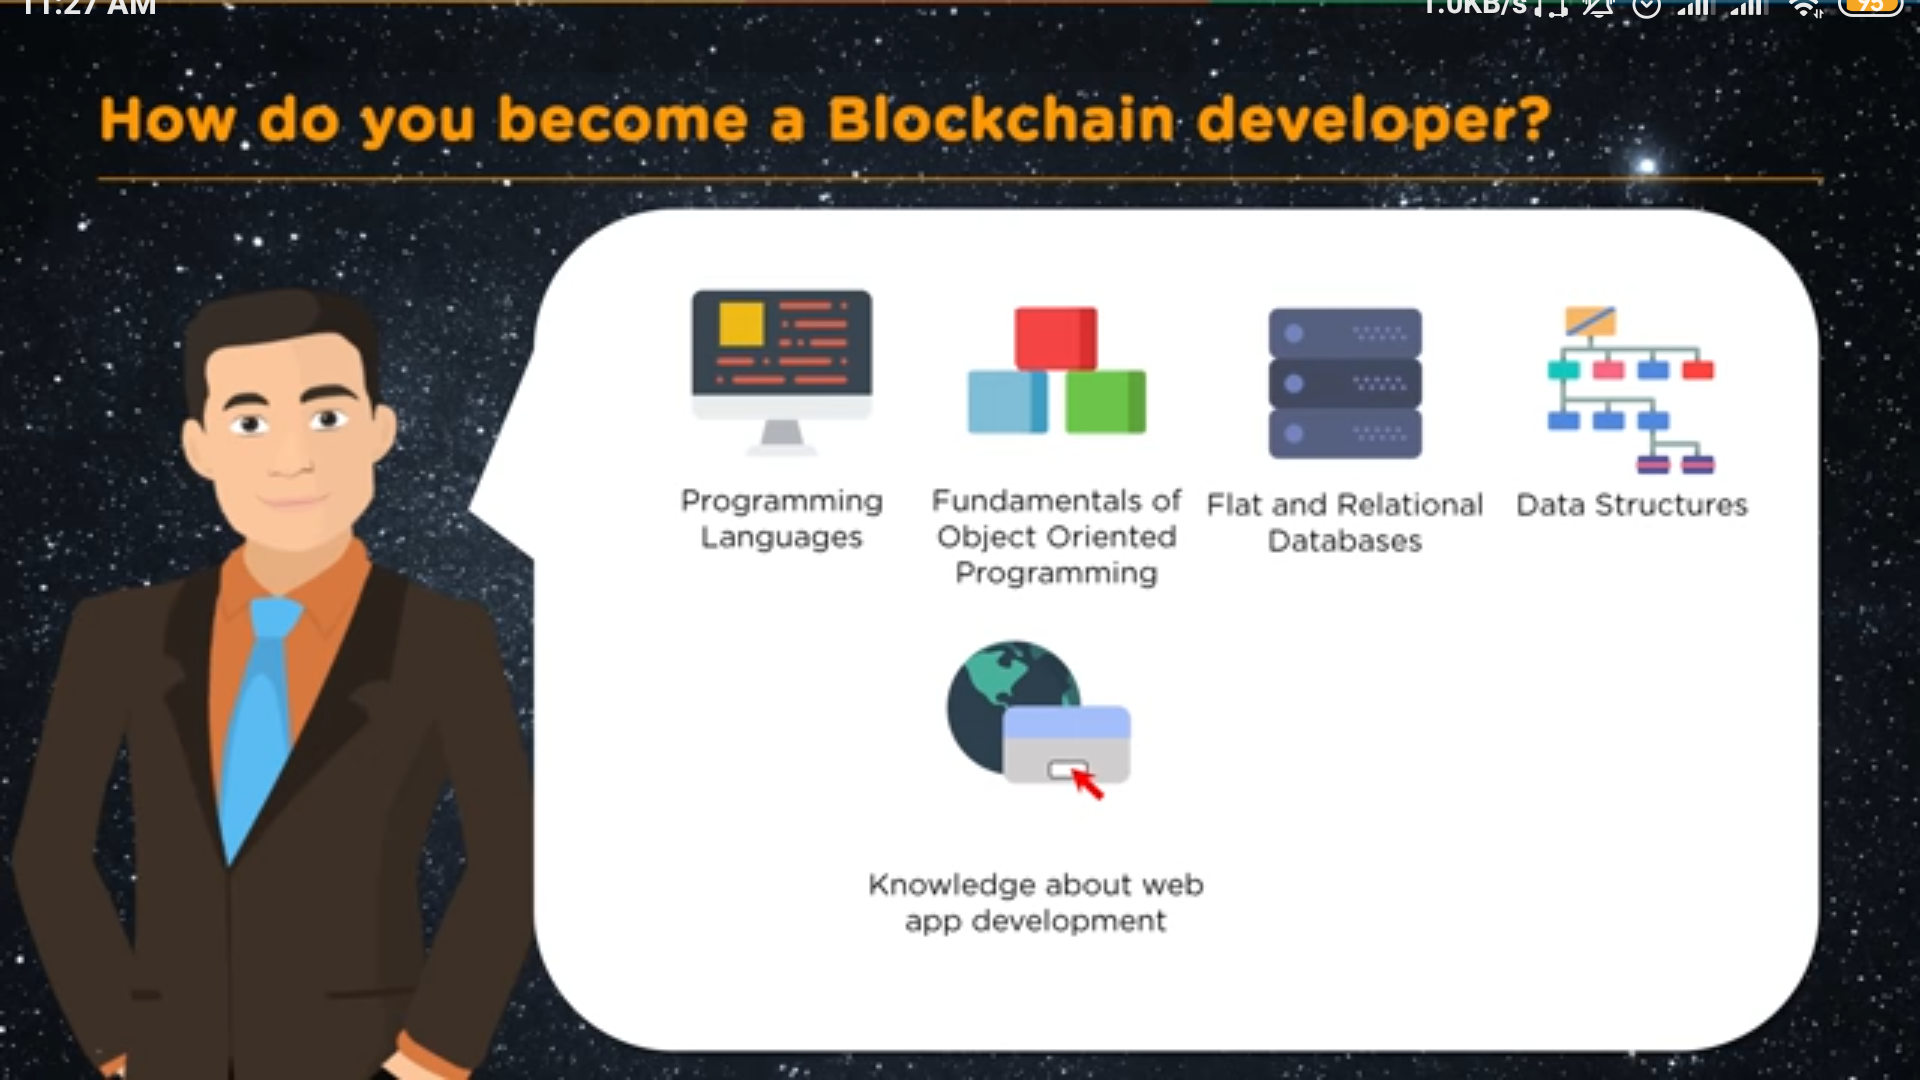 11:27 AM
1.0KB/s
95
How do you become a Blockchain developer?
Programming
Languages
Fundamentals of
Object Oriented
Programming
Flat and Relational
Databases
Data Structures
Knowledge about web
app development